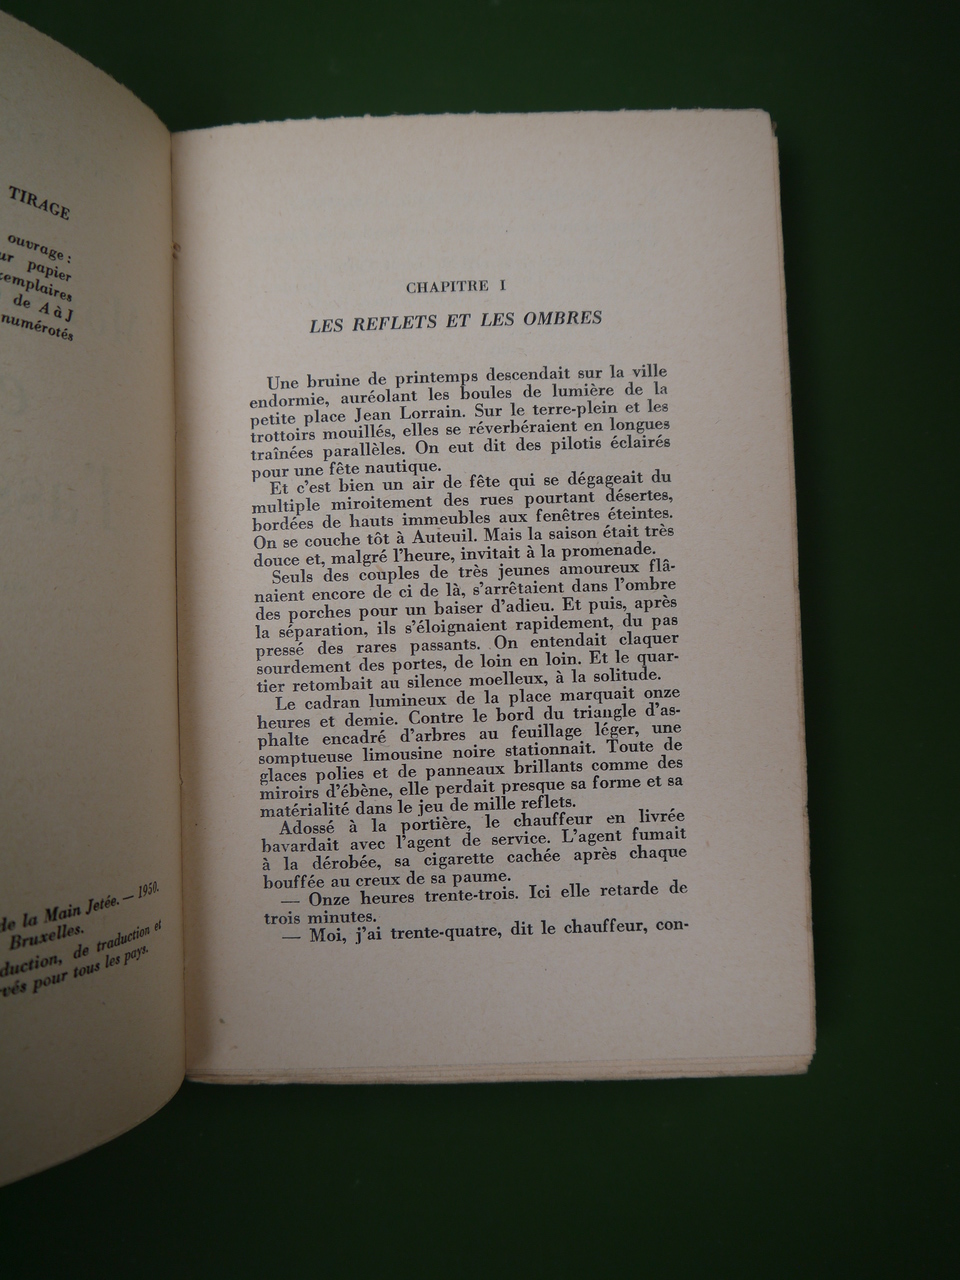 TIRAGE
ouvrage :
ur papier
emplaires
de A à J
numérotés
de la Main Jetée. — 1950.
Bruxelles.
duction, de traduction et
vés pour tous les pays.
CHAPITRE I
LES REFLETS ET LES OMBRES
Une bruine de printemps descendait sur la ville
endormie, auréolant les boules de lumière de la
petite place Jean Lorrain. Sur le terre-plein et les
trottoirs mouillés, elles se réverbéraient en longues
traînées parallèles. On eut dit des pilotis éclairés
pour une fête nautique.
Et c'est bien un air de fête qui se dégageait du
multiple miroitement des rues pourtant désertes,
bordées de hauts immeubles aux fenêtres éteintes.
On se couche tôt à Auteuil. Mais la saison était très
douce et, malgré l'heure, invitait à la promenade.
Seuls des couples de très jeunes amoureux flâ-
naient encore de ci de là, s'arrêtaient dans l'ombre
des porches pour un baiser d'adieu. Et puis, après
la séparation, ils s'éloignaient rapidement, du pas
pressé des rares passants. On entendait claquer
sourdement des portes, de loin en loin. Et le quar-
tier retombait au silence moelleux, à la solitude.
Le cadran lumineux de la place marquait onze
heures et demie. Contre le bord du triangle d'as-
phalte encadré d'arbres au feuillage léger, une
somptueuse limousine noire stationnait. Toute de
glaces polies et de panneaux brillants comme des
miroirs d'ébène, elle perdait presque sa forme et sa
matérialité dans le jeu de mille reflets.
Adossé à la portière, le chauffeur en livrée
bavardait avec l'agent de service. L'agent fumait
à la dérobée, sa cigarette cachée après chaque
bouffée au creux de sa paume.
— Onze heures trente-trois. Ici elle retarde de
trois minutes.
— Moi, j'ai trente-quatre, dit le chauffeur, con-